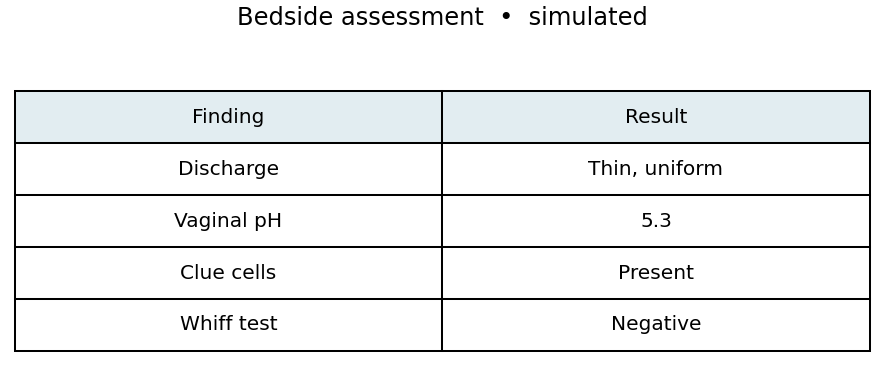 Bedside assessment • simulated
Finding Result
Discharge Thin, uniform
Vaginal pH 5.3
Clue cells Present
Whiff test Negative